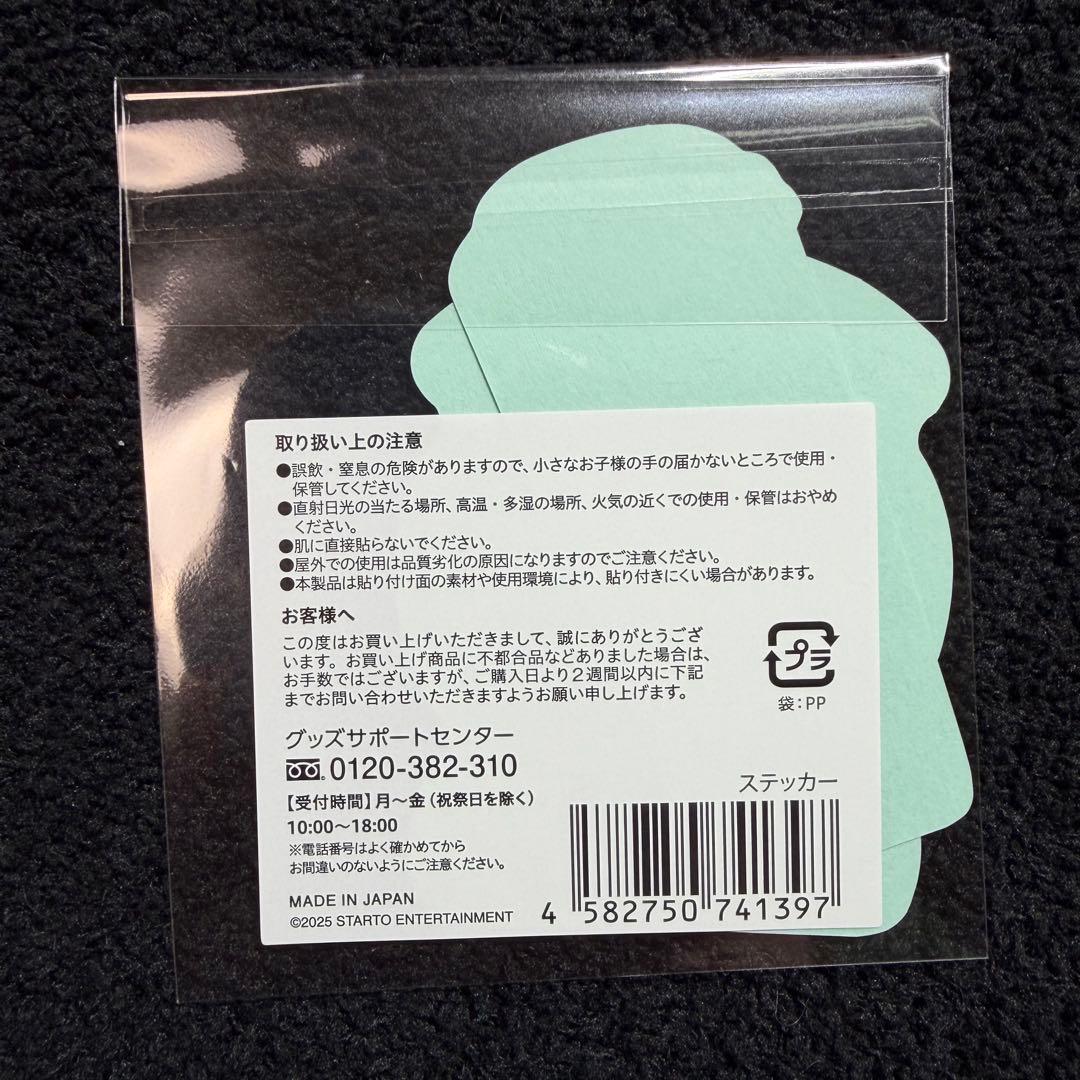 取り扱い上の注意
●誤飲・窒息の危険がありますので、小さなお子様の手の届かないところで使用・
保管してください。
●直射日光の当たる場所、高温・多湿の場所、火気の近くでの使用・保管はおやめ
ください。
●肌に直接貼らないでください。
●屋外での使用は品質劣化の原因になりますのでご注意ください。
●本製品は貼り付け面の素材や使用環境により、貼り付きにくい場合があります。
お客様へ
この度はお買い上げいただきまして、誠にありがとうござ
います。お買い上げ商品に不都合品などありました場合は、
お手数ではございますが、ご購入日より2週間以内に下記
までお問い合わせいただきますようお願い申し上げます。
プラ
袋：PP
グッズサポートセンター
0120-382-310
【受付時間】月〜金（祝祭日を除く）
10:00〜18:00
※電話番号はよく確かめてから
お間違いのないようにご注意ください。
MADE IN JAPAN
©2025 STARTO ENTERTAINMENT
ステッカー
4 582750 741397